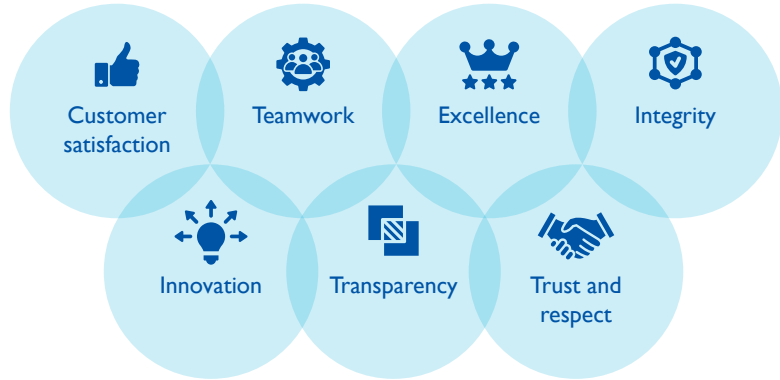 Customer
satisfaction
Teamwork
Excellence
Integrity
Innovation
Transparency
Trust and
respect